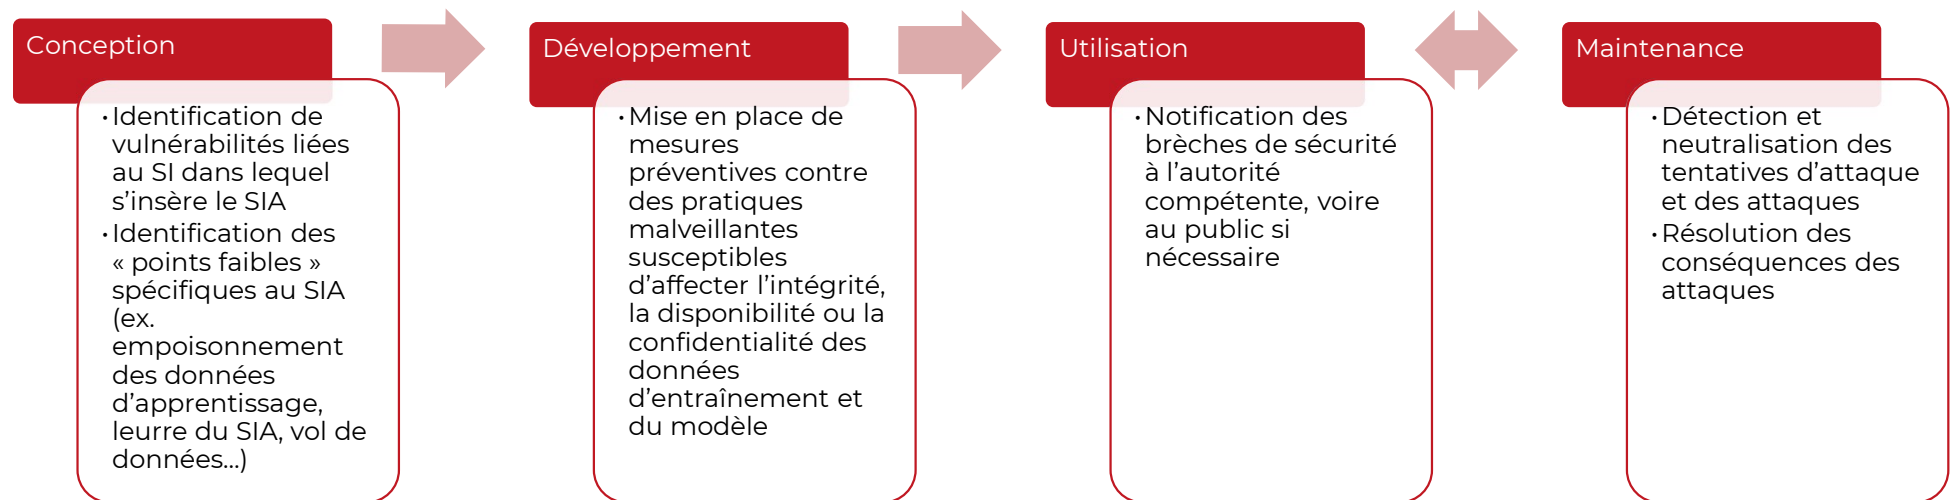 Conception
·Identification de
vulnérabilités liées
au SI dans lequel
s’insère le SIA
·Identification des
« points faibles »
spécifiques au SIA
(ex.
empoisonnement
des données
d’apprentissage,
leurre du SIA, vol de
données…)
Développement
·Mise en place de
mesures
préventives contre
des pratiques
malveillantes
susceptibles
d’affecter l’intégrité,
la disponibilité ou la
confidentialité des
données
d’entraînement et
du modèle
Utilisation
·Notification des
brèches de sécurité
à l’autorité
compétente, voire
au public si
nécessaire
Maintenance
·Détection et
neutralisation des
tentatives d’attaque
et des attaques
·Résolution des
conséquences des
attaques